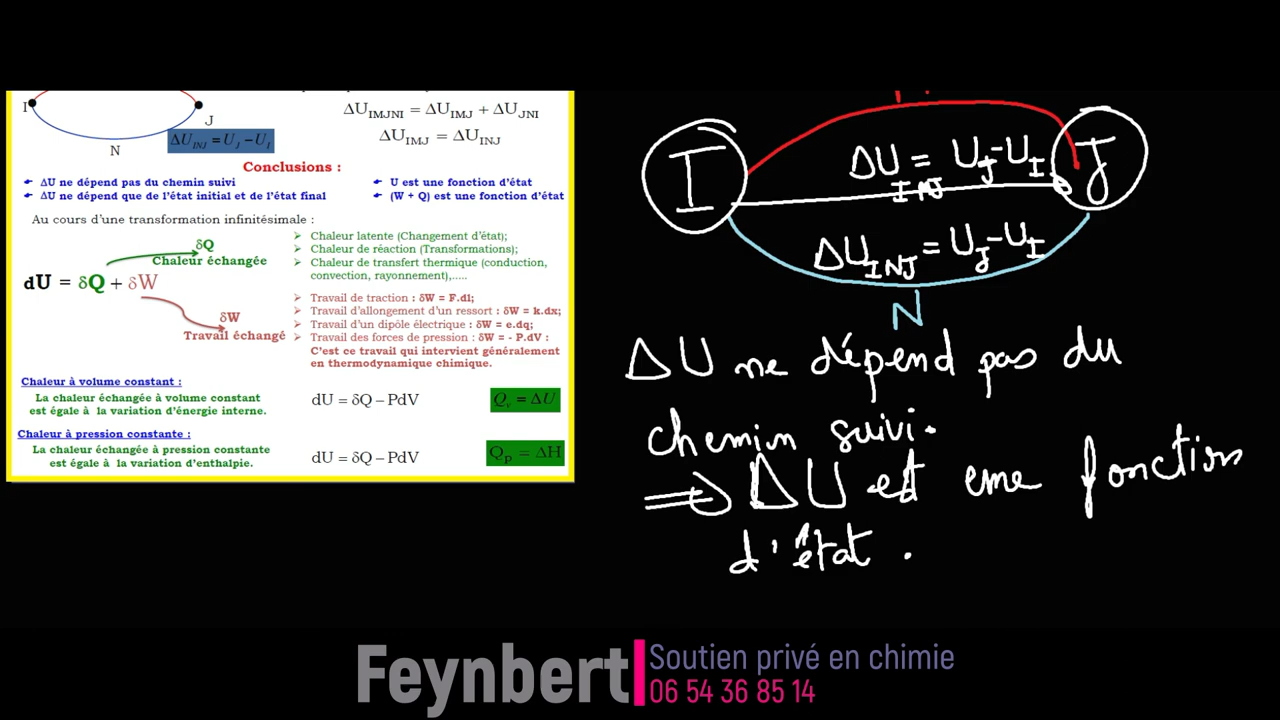 I
J
N
ΔU_INJ = U_J − U_I
ΔU_IMJNI = ΔU_IMJ + ΔU_JNI
ΔU_IMJ = ΔU_INJ
Conclusions :
ΔU ne dépend pas du chemin suivi
ΔU ne dépend que de l'état initial et de l'état final
U est une fonction d'état
(W + Q) est une fonction d'état
Au cours d'une transformation infinitésimale :
δQ
Chaleur échangée
dU = δQ + δW
δW
Travail échangé
Chaleur latente (Changement d'état);
Chaleur de réaction (Transformations);
Chaleur de transfert thermique (conduction,
convection, rayonnement),....
Travail de traction : δW = F.dl;
Travail d'allongement d'un ressort : δW = k.dx;
Travail d'un dipôle électrique : δW = e.dq;
Travail des forces de pression : δW = - P.dV :
C'est ce travail qui intervient généralement
en thermodynamique chimique.
Chaleur à volume constant :
La chaleur échangée à volume constant
est égale à la variation d'énergie interne.
dU = δQ – PdV
Q_v = ΔU
Chaleur à pression constante :
La chaleur échangée à pression constante
est égale à la variation d'enthalpie.
dU = δQ – PdV
Q_P = ΔH
I
J
ΔU = U_J - U_I
ΔU_INJ = U_J - U_I
N
ΔU ne dépend pas du
chemin suivi.
⇒ ΔU est une fonction
d'état.
Feynbert
Soutien privé en chimie
06 54 36 85 14